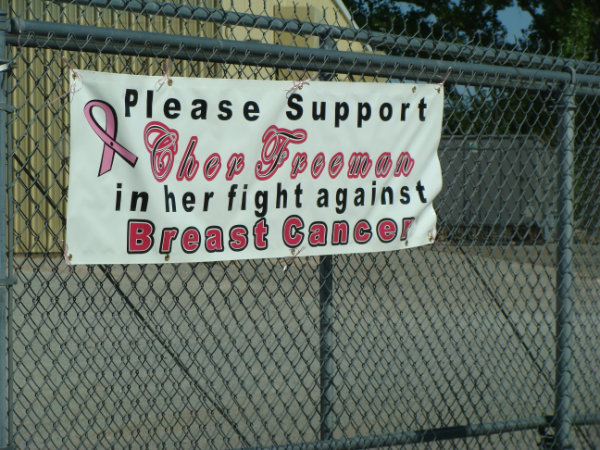 Please Support
Cher Freeman
in her fight against
Breast Cancer